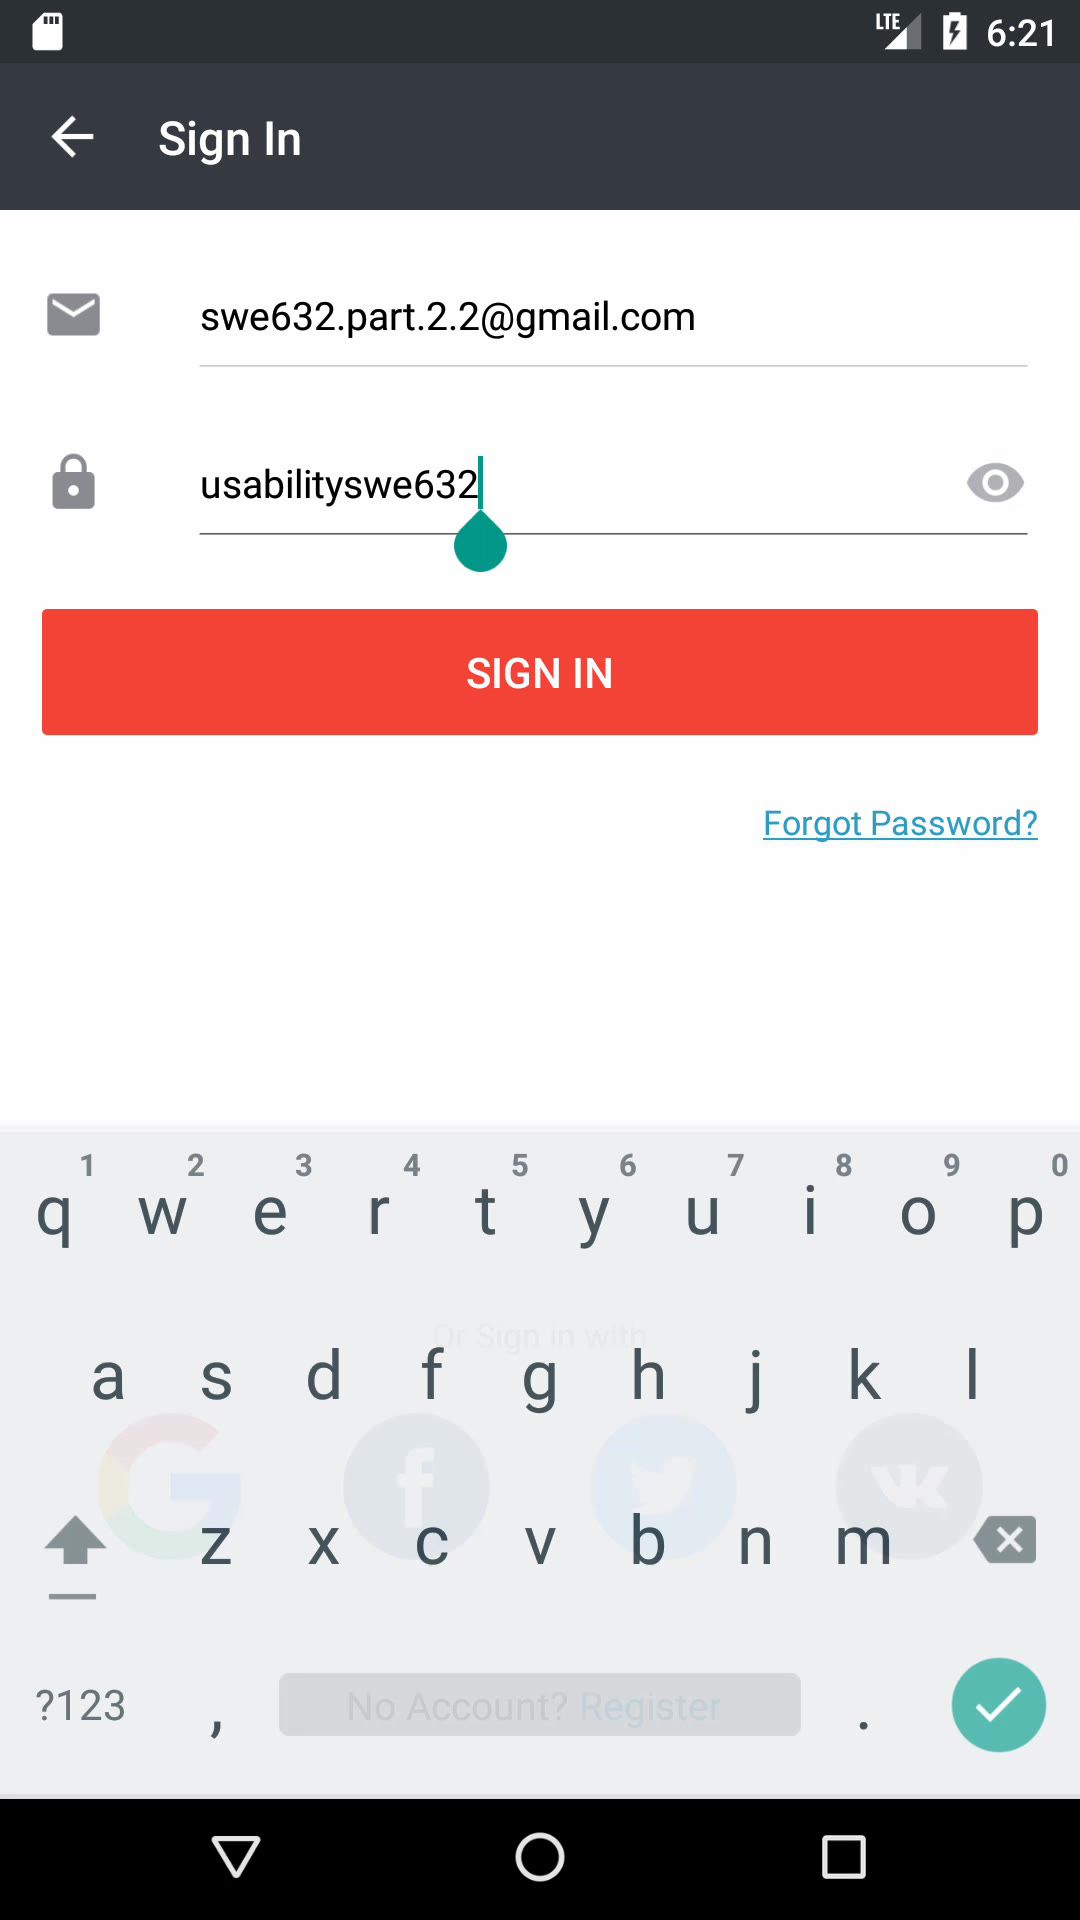 LTE 6:21
Sign In
swe632.part.2.2@gmail.com
usabilityswe632
SIGN IN
Forgot Password?
1 2 3 4 5 6 7 8 9 0
q w e r t y u i o p
Or Sign in with
a s d f g h j k l
z x c v b n m
?123 , No Account? Register .